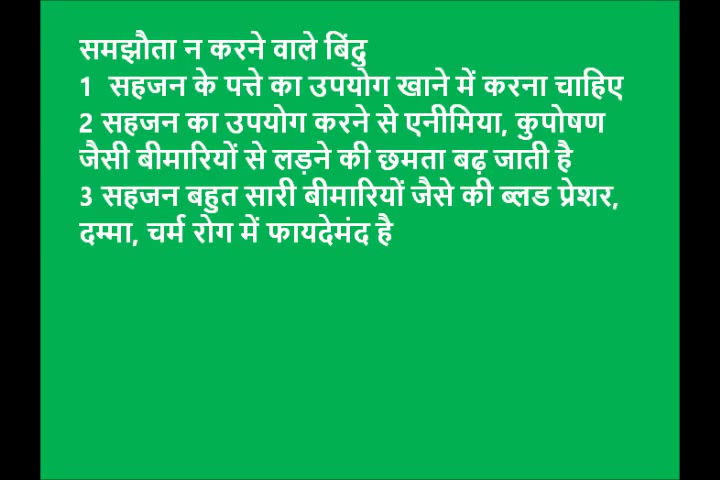 समझौता न करने वाले बिंदु
1 सहजन के पत्ते का उपयोग खाने में करना चाहिए
2 सहजन का उपयोग करने से एनीमिया, कुपोषण
जैसी बीमारियों से लड़ने की छमता बढ़ जाती है
3 सहजन बहुत सारी बीमारियों जैसे की ब्लड प्रेशर,
दम्मा, चर्म रोग में फायदेमंद है